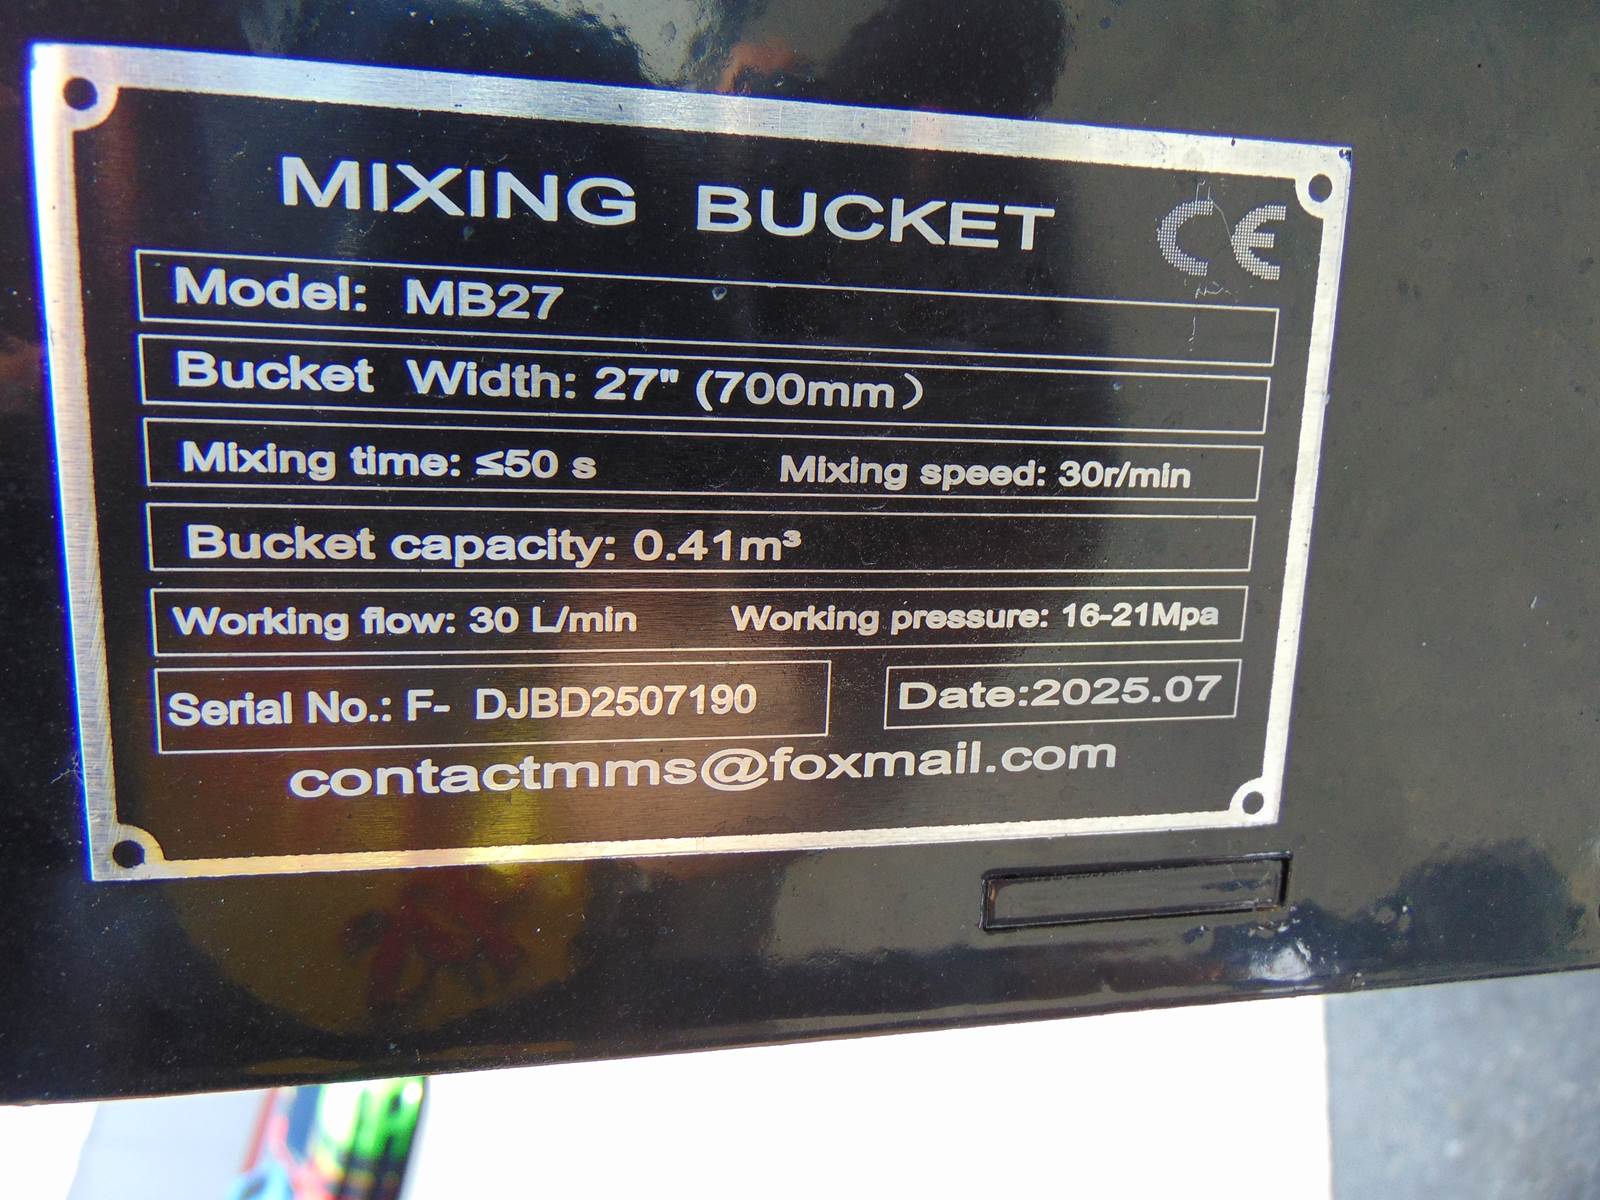 MIXING BUCKET CE
Model: MB27
Bucket Width: 27" (700mm)
Mixing time: ≤50 s Mixing speed: 30r/min
Bucket capacity: 0.41m³
Working flow: 30 L/min Working pressure: 16-21Mpa
Serial No.: F- DJBD2507190 Date:2025.07
contactmms@foxmail.com